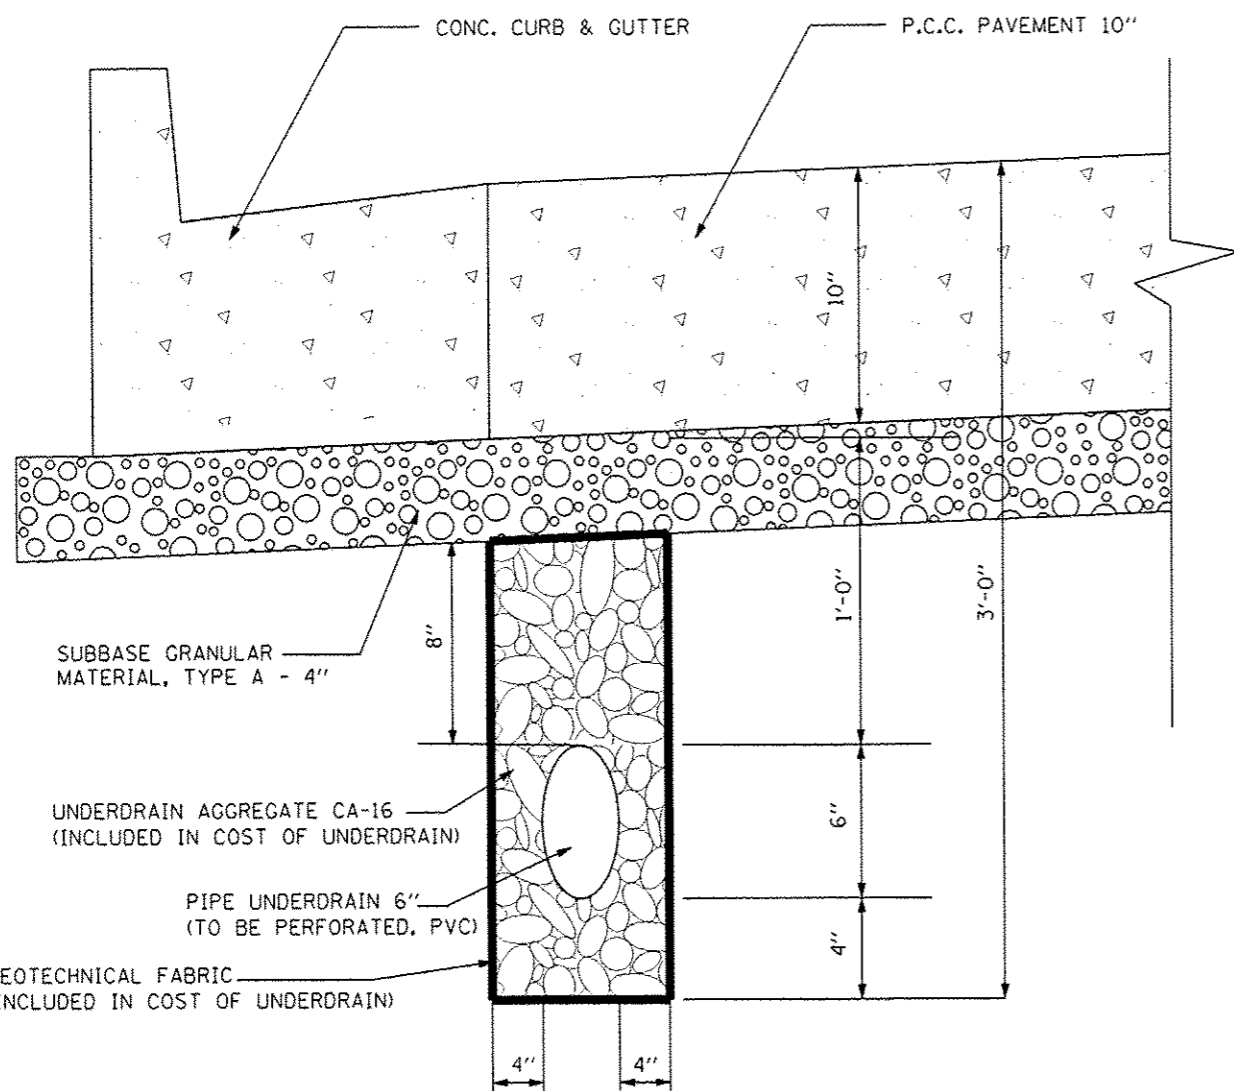 CONC. CURB & GUTTER
P.C.C. PAVEMENT 10"
10"
1'-0"
3'-0"
8"
SUBBASE GRANULAR
MATERIAL, TYPE A - 4"
UNDERDRAIN AGGREGATE CA-16
(INCLUDED IN COST OF UNDERDRAIN)
6"
PIPE UNDERDRAIN 6"
(TO BE PERFORATED, PVC)
4"
EOTECHNICAL FABRIC
INCLUDED IN COST OF UNDERDRAIN)
4"
4"